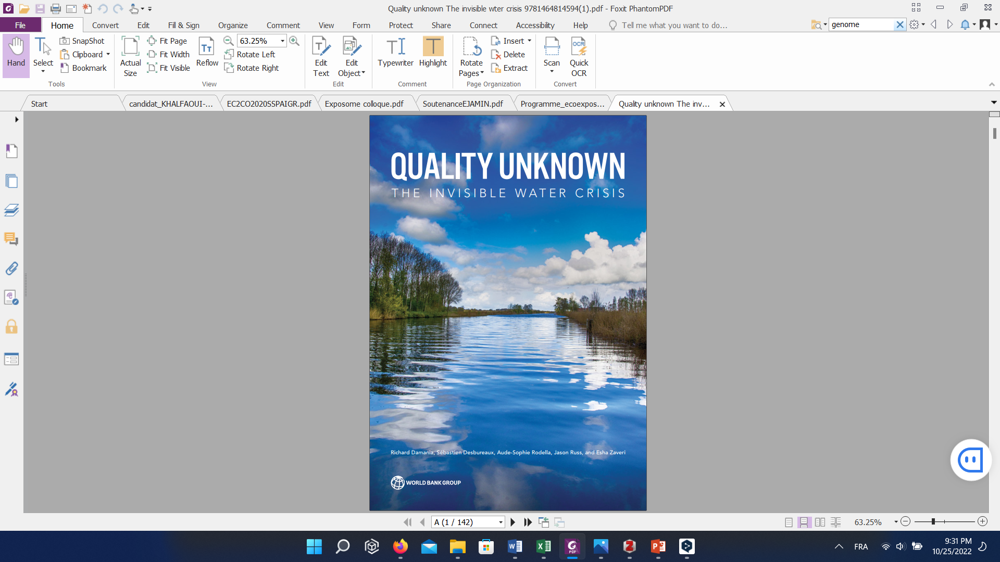 Quality unknown The invisible wter crisis 9781464814594(1).pdf - Foxit PhantomPDF
File Home Convert Edit Fill & Sign Organize Comment View Form Protect Share Connect Accessibility Help Tell me what you want to do... genome
Hand
Select
SnapShot
Clipboard
Bookmark
Tools
Actual
Size
Fit Page
Fit Width
Fit Visible
Reflow
63.25%
Rotate Left
Rotate Right
View
Edit
Text
Edit
Object
Edit
Typewriter
Highlight
Comment
Rotate
Pages
Insert
Delete
Extract
Page Organization
Scan
Quick
OCR
Convert
Start candidat_KHALFAOUI-... EC2CO2020SSPAIGR.pdf Exposome colloque.pdf SoutenanceEJAMIN.pdf Programme_ecoexpos... Quality unknown The inv...
QUALITY UNKNOWN
THE INVISIBLE WATER CRISIS
Richard Damania, Sébastien Desbureaux, Aude-Sophie Rodella, Jason Russ, and Esha Zaveri
WORLD BANK GROUP
A (1 / 142)
63.25%
FRA
9:31 PM
10/25/2022